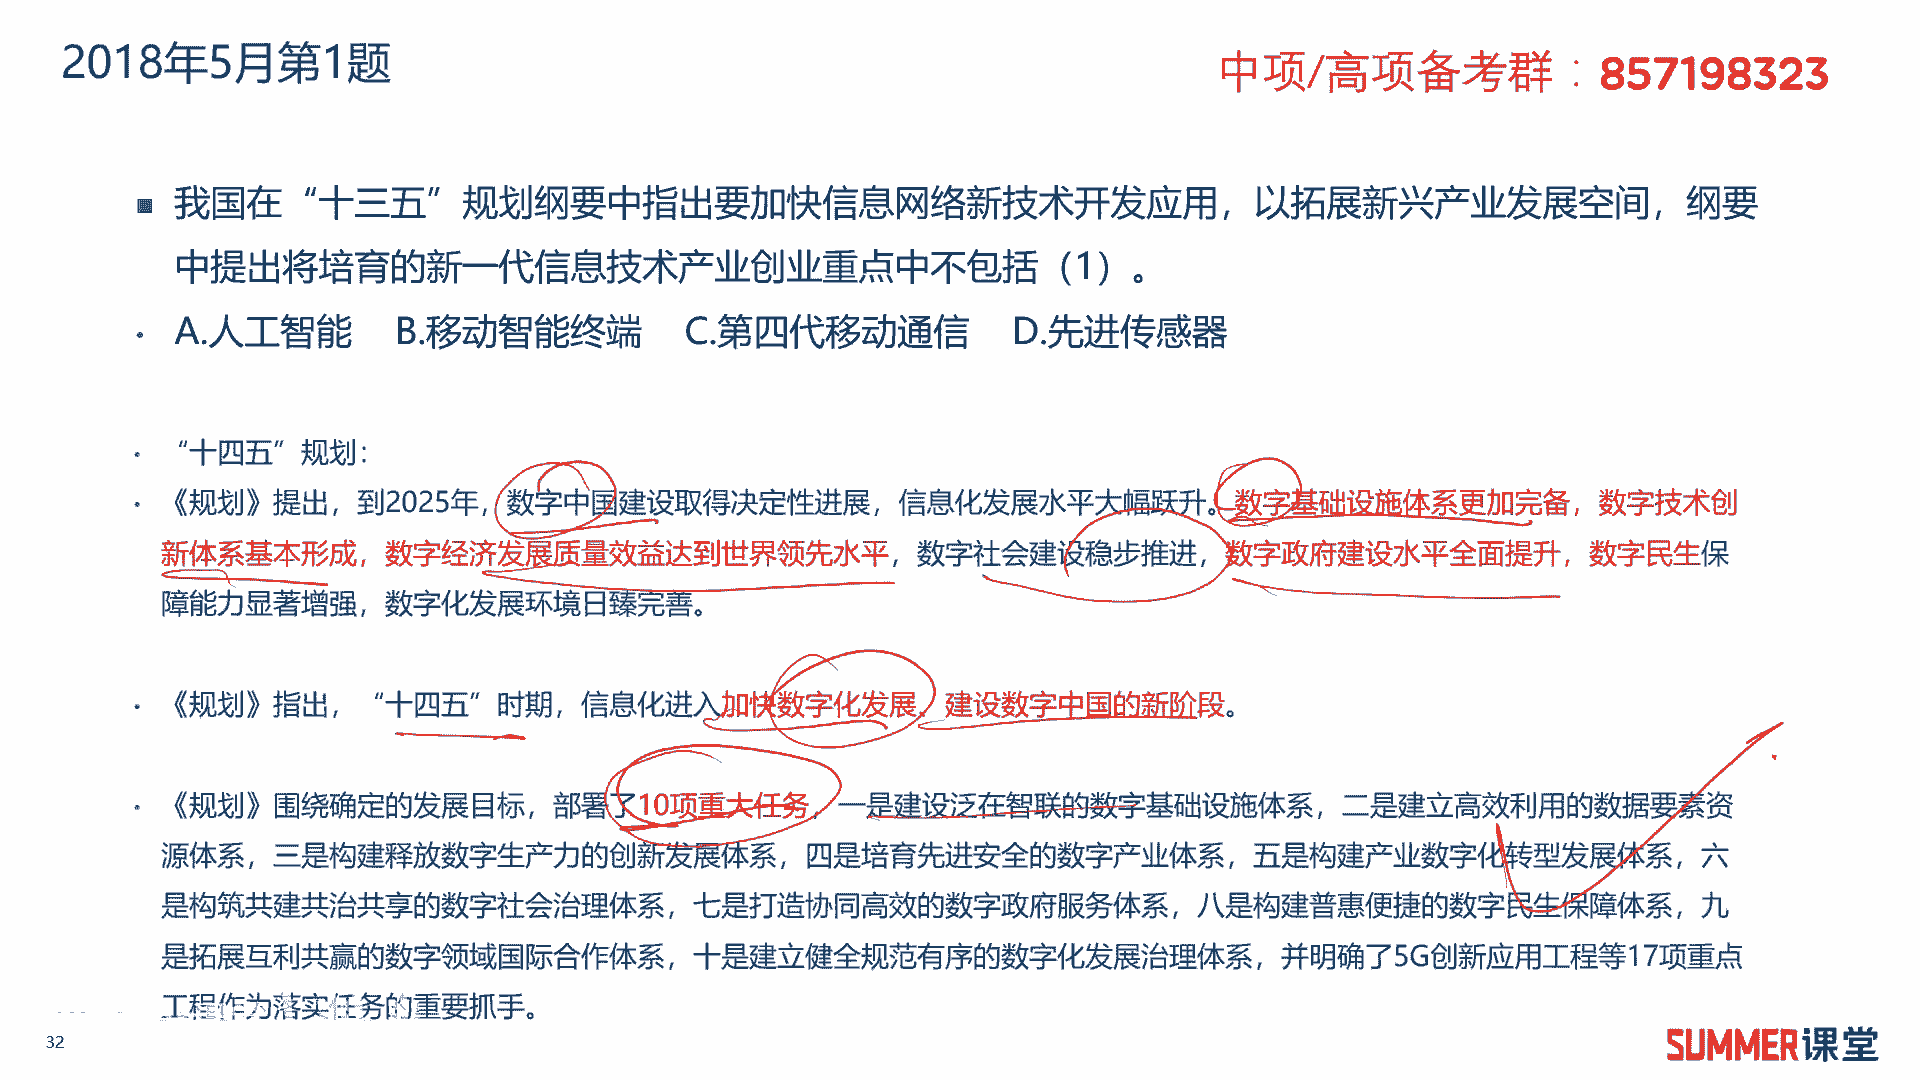 2018年5月第1题
中项/高项备考群：857198323
我国在“十三五”规划纲要中指出要加快信息网络新技术开发应用，以拓展新兴产业发展空间，纲要
中提出将培育的新一代信息技术产业创业重点中不包括（1）。
A.人工智能 B.移动智能终端 C.第四代移动通信 D.先进传感器
“十四五”规划：
《规划》提出，到2025年，数字中国建设取得决定性进展，信息化发展水平大幅跃升。数字基础设施体系更加完备，数字技术创
新体系基本形成，数字经济发展质量效益达到世界领先水平，数字社会建设稳步推进，数字政府建设水平全面提升，数字民生保
障能力显著增强，数字化发展环境日臻完善。
《规划》指出，“十四五”时期，信息化进入加快数字化发展、建设数字中国的新阶段。
《规划》围绕确定的发展目标，部署了10项重大任务，一是建设泛在智联的数字基础设施体系，二是建立高效利用的数据要素资
源体系，三是构建释放数字生产力的创新发展体系，四是培育先进安全的数字产业体系，五是构建产业数字化转型发展体系，六
是构筑共建共治共享的数字社会治理体系，七是打造协同高效的数字政府服务体系，八是构建普惠便捷的数字民生保障体系，九
是拓展互利共赢的数字领域国际合作体系，十是建立健全规范有序的数字化发展治理体系，并明确了5G创新应用工程等17项重点
工程作为落实任务的重要抓手。
32
SUMMER课堂